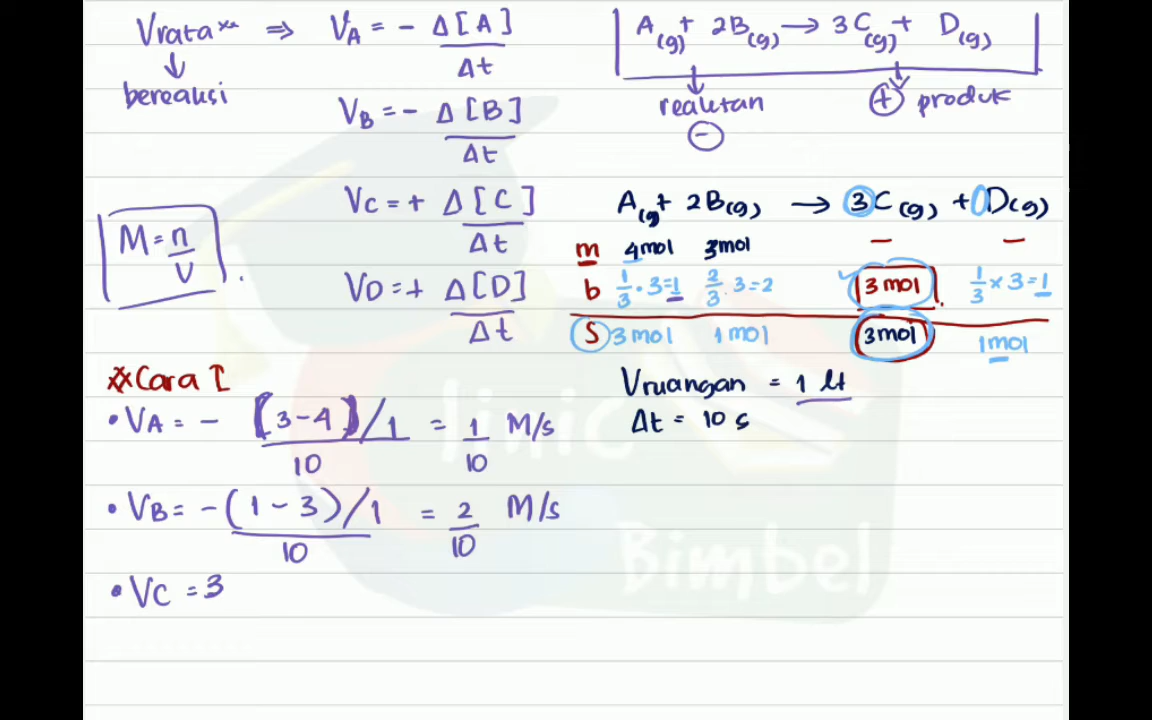 Vrata²ˣ ⇒ VA = - Δ[A]/Δt
↓
bereaksi
VB = - Δ[B]/Δt
VC = + Δ[C]/Δt
VD = + Δ[D]/Δt
M = n/V
A(g) + 2B(g) → 3C(g) + D(g)
reaktan
(-)
(+) produk
A(g) + 2B(g) → 3C(g) + D(g)
m 4mol 3mol - -
b 1/3 . 3 = 1 2/3 . 3 = 2 3 mol 1/3 × 3 = 1
S 3 mol 1 mol 3 mol 1 mol
Vruangan = 1 lt
Δt = 10 s
Cara I
• VA = - [3-4]/1 / 10 = 1/10 M/s
• VB = -(1-3)/1 / 10 = 2/10 M/s
• VC = 3
clinic
Bimbel